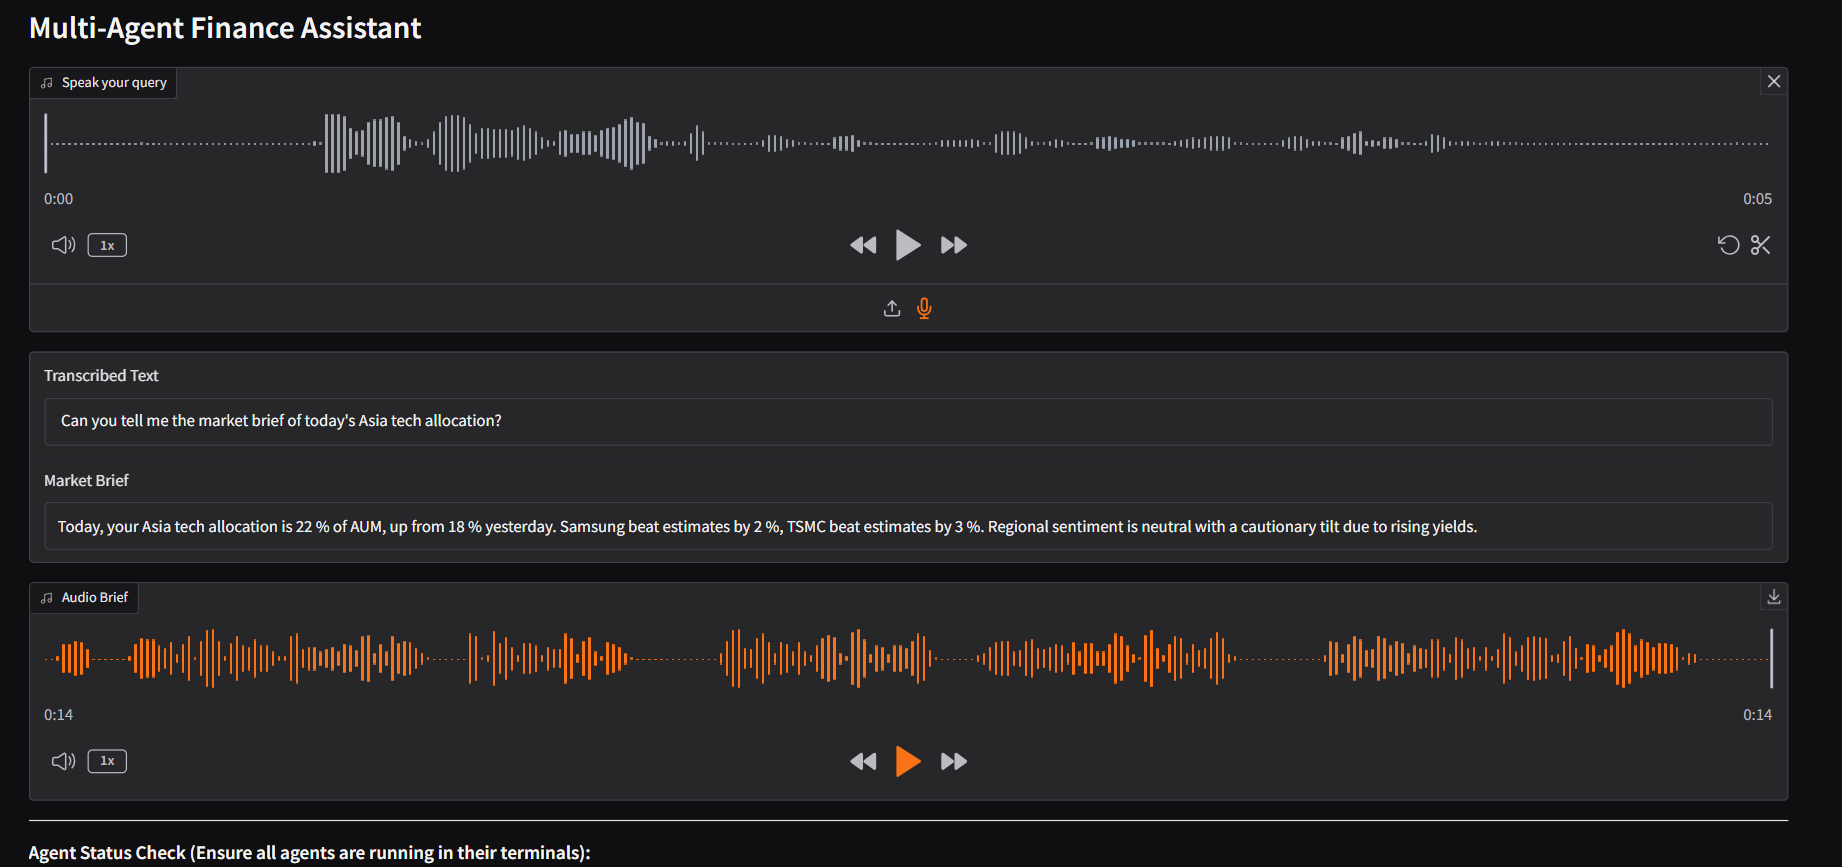 Multi-Agent Finance Assistant
Speak your query
0:00
0:05
1x
Transcribed Text
Can you tell me the market brief of today's Asia tech allocation?
Market Brief
Today, your Asia tech allocation is 22 % of AUM, up from 18 % yesterday. Samsung beat estimates by 2 %, TSMC beat estimates by 3 %. Regional sentiment is neutral with a cautionary tilt due to rising yields.
Audio Brief
0:14
0:14
1x
Agent Status Check (Ensure all agents are running in their terminals):